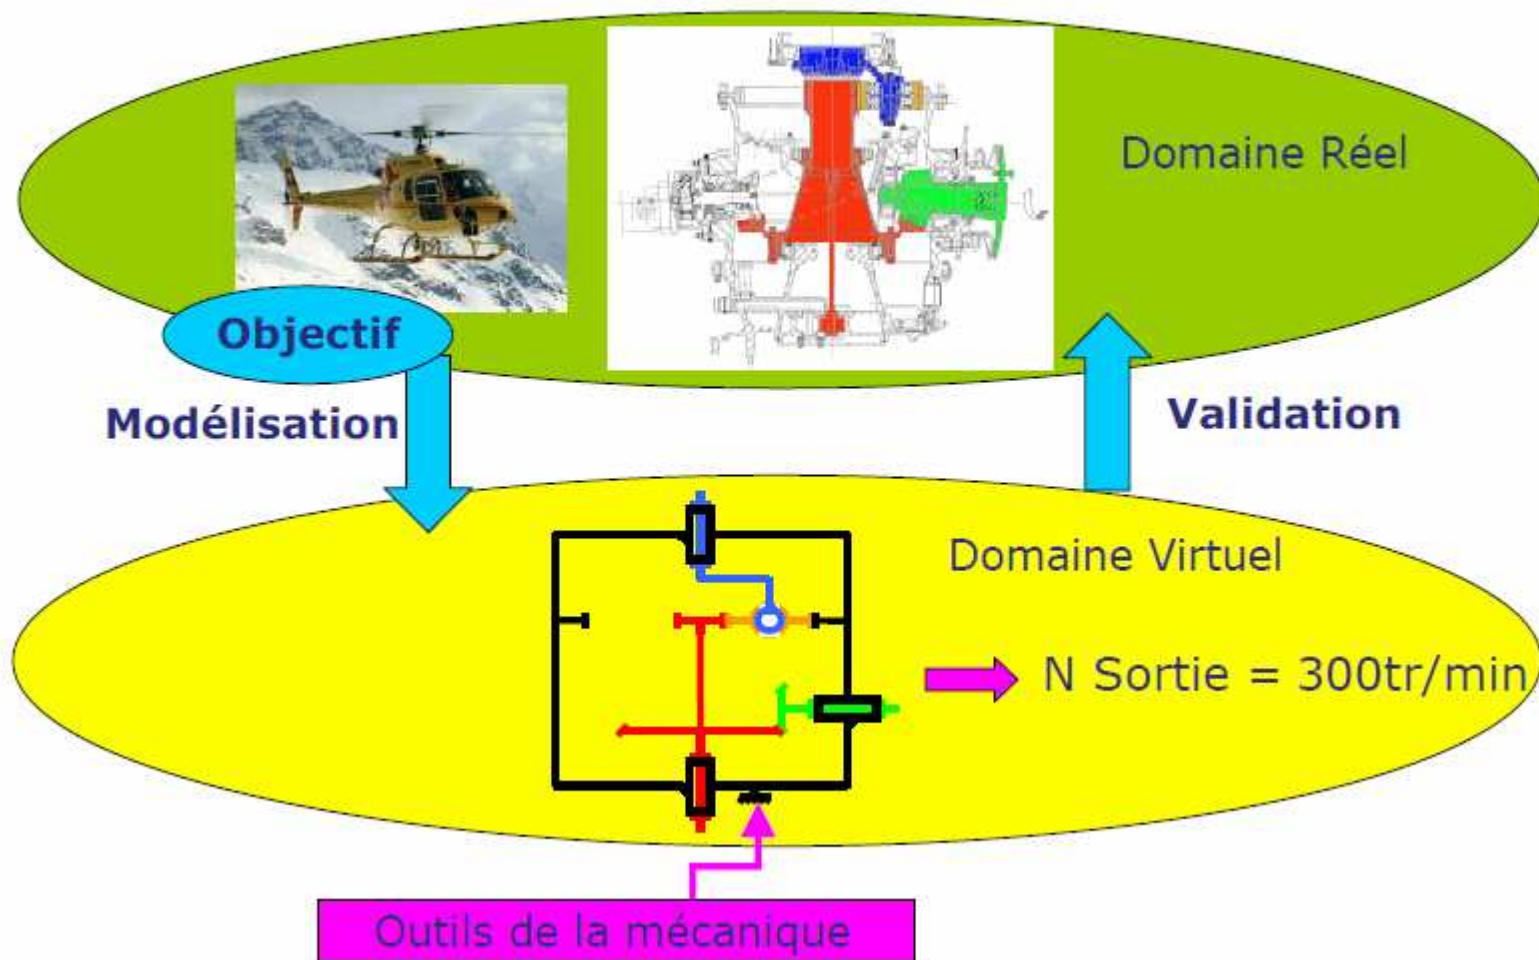 Domaine Réel
Objectif
Modélisation
Validation
Domaine Virtuel
N Sortie = 300tr/min
Outils de la mécanique